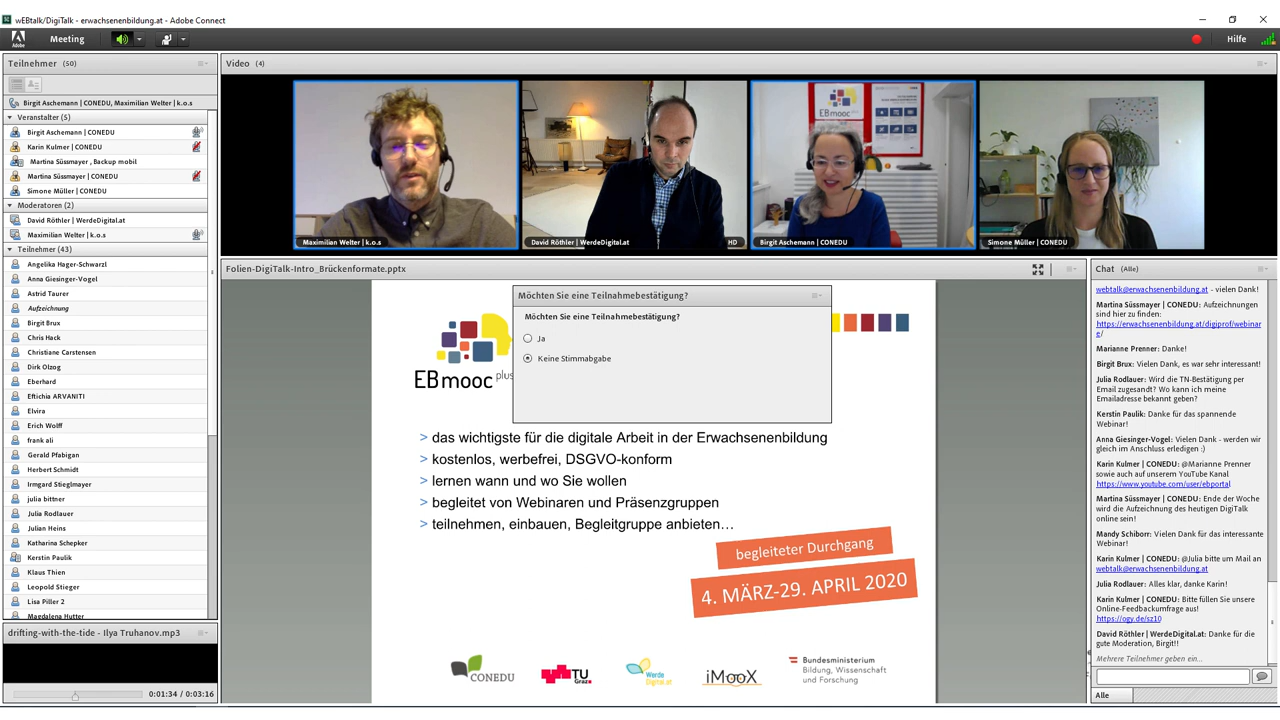 wEBtalk/DigiTalk - erwachsenenbildung.at - Adobe Connect
Adobe
Meeting
Hilfe
Teilnehmer (50)
Birgit Aschemann | CONEDU, Maximilian Welter | k.o.s
Veranstalter (5)
Birgit Aschemann | CONEDU
Karin Kulmer | CONEDU
Martina Süssmayer , Backup mobil
Martina Süssmayer | CONEDU
Simone Müller | CONEDU
Moderatoren (2)
David Röthler | WerdeDigital.at
Maximilian Welter | k.o.s
Teilnehmer (43)
Angelika Hager-Schwarzl
Anna Giesinger-Vogel
Astrid Taurer
Aufzeichnung
Birgit Brux
Chris Hack
Christiane Carstensen
Dirk Olzog
Eberhard
Eftichia ARVANITI
Elvira
Erich Wolff
frank ali
Gerald Pfabigan
Herbert Schmidt
Irmgard Stieglmayer
julia bittner
Julia Rodlauer
Julian Heins
Katharina Schepker
Kerstin Paulik
Klaus Thien
Leopold Stieger
Lisa Piller 2
Magdalena Hutter
drifting-with-the-tide - Ilya Truhanov.mp3
0:01:34 / 0:03:16
Video (4)
Maximilian Welter | k.o.s
David Röthler | WerdeDigital.at
HD
EBmooc
plus
Birgit Aschemann | CONEDU
Simone Müller | CONEDU
Folien-DigiTalk-Intro_Brückenformate.pptx
Möchten Sie eine Teilnahmebestätigung?
Möchten Sie eine Teilnahmebestätigung?
Ja
Keine Stimmabgabe
EBmooc plus
> das wichtigste für die digitale Arbeit in der Erwachsenenbildung
> kostenlos, werbefrei, DSGVO-konform
> lernen wann und wo Sie wollen
> begleitet von Webinaren und Präsenzgruppen
> teilnehmen, einbauen, Begleitgruppe anbieten…
begleiteter Durchgang
4. MÄRZ-29. APRIL 2020
CONEDU
TU
Graz
Werde
Digital.at
iMooX
Bundesministerium
Bildung, Wissenschaft
und Forschung
Chat (Alle)
webtalk@erwachsenenbildung.at - vielen Dank!
Martina Süssmayer | CONEDU: Aufzeichnungen
sind hier zu finden:
https://erwachsenenbildung.at/digiprof/webinar
e/
Marianne Prenner: Danke!
Birgit Brux: Vielen Dank, es war sehr interessant!
Julia Rodlauer: Wird die TN-Bestätigung per
Email zugesandt? Wo kann ich meine
Emailadresse bekannt geben?
Kerstin Paulik: Danke für das spannende
Webinar!
Anna Giesinger-Vogel: Vielen Dank - werden wir
gleich im Anschluss erledigen :)
Karin Kulmer | CONEDU: @Marianne Prenner
sowie auch auf unserem YouTube Kanal
https://www.youtube.com/user/ebportal
Martina Süssmayer | CONEDU: Ende der Woche
wird die Aufzeichnung des heutigen DigiTalk
online sein!
Mandy Schiborr: Vielen Dank für das interessante
Webinar!
Karin Kulmer | CONEDU: @Julia bitte um Mail an
webtalk@erwachsenenbildung.at
Julia Rodlauer: Alles klar, danke Karin!
Karin Kulmer | CONEDU: Bitte füllen Sie unsere
Online-Feedbackumfrage aus!
https://ogy.de/sz10
David Röthler | WerdeDigital.at: Danke für die
gute Moderation, Birgit!!
Mehrere Teilnehmer geben ein...
Alle